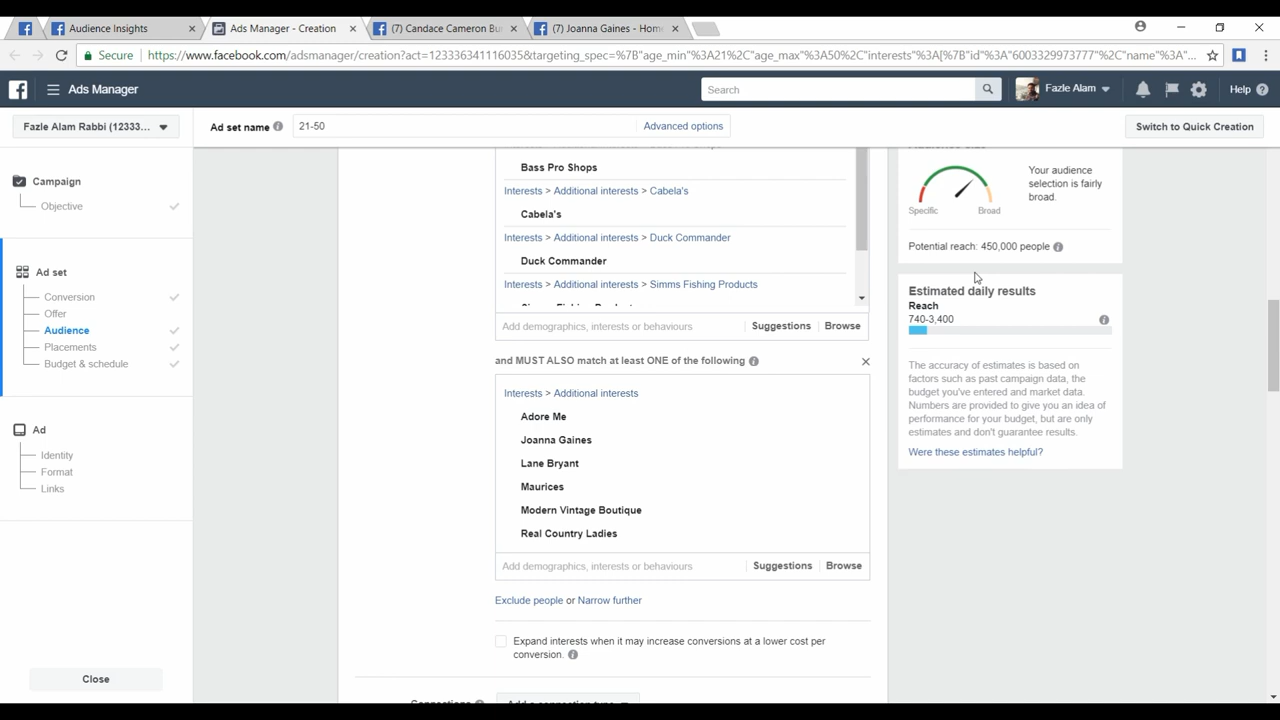 Audience Insights
Ads Manager - Creation
(7) Candace Cameron Bu
(7) Joanna Gaines - Home
Secure
https://www.facebook.com/adsmanager/creation?act=123336341116035&targeting_spec=%7B"age_min"%3A21%2C"age_max"%3A50%2C"interests"%3A[%7B"id"%3A"6003329973777"%2C"name"%3A"...
Ads Manager
Search
Fazle Alam
Help
Fazle Alam Rabbi (12333...
Ad set name
21-50
Advanced options
Switch to Quick Creation
Campaign
Objective
Ad set
Conversion
Offer
Audience
Placements
Budget & schedule
Ad
Identity
Format
Links
Close
Bass Pro Shops
Interests > Additional interests > Cabela's
Cabela's
Interests > Additional interests > Duck Commander
Duck Commander
Interests > Additional interests > Simms Fishing Products
Add demographics, interests or behaviours
Suggestions
Browse
and MUST ALSO match at least ONE of the following
Interests > Additional interests
Adore Me
Joanna Gaines
Lane Bryant
Maurices
Modern Vintage Boutique
Real Country Ladies
Add demographics, interests or behaviours
Suggestions
Browse
Exclude people or Narrow further
Expand interests when it may increase conversions at a lower cost per
conversion.
Specific
Broad
Your audience
selection is fairly
broad.
Potential reach: 450,000 people
Estimated daily results
Reach
740-3,400
The accuracy of estimates is based on
factors such as past campaign data, the
budget you've entered and market data.
Numbers are provided to give you an idea of
performance for your budget, but are only
estimates and don't guarantee results.
Were these estimates helpful?